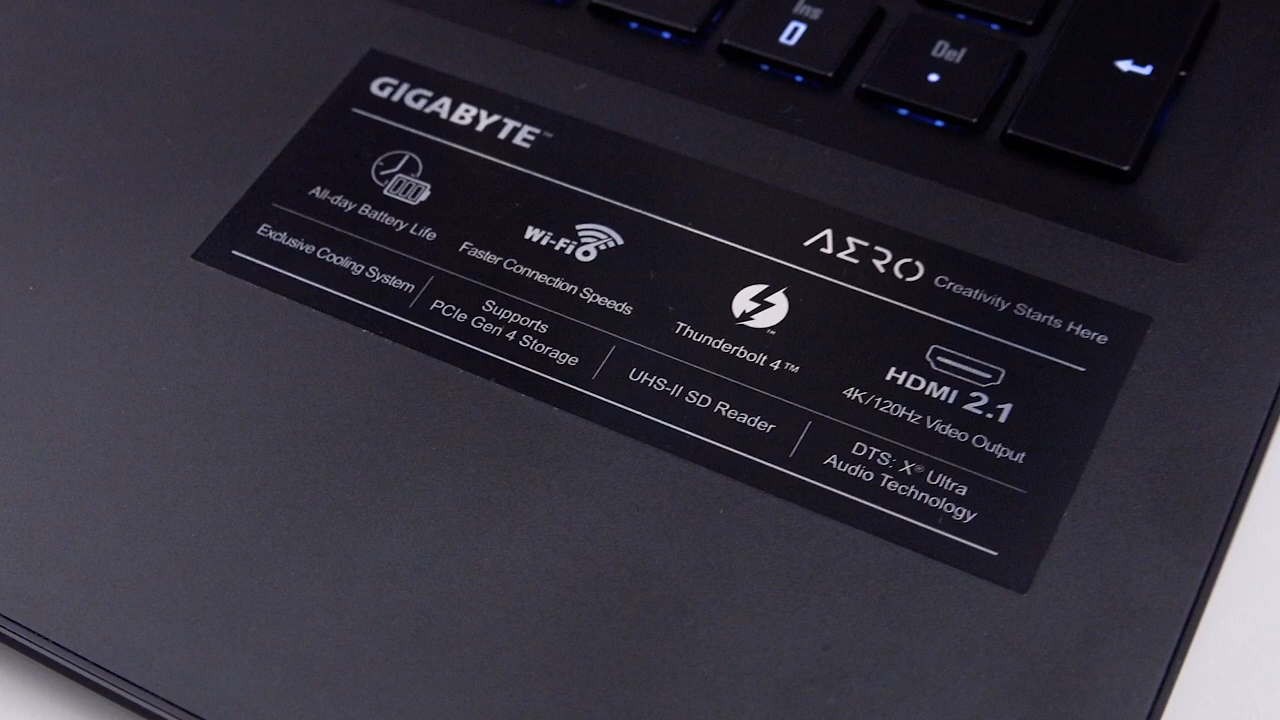 Ins
0
Del
.
GIGABYTE™
AERO Creativity Starts Here
All-day Battery Life
Wi-Fi 6
Faster Connection Speeds
Thunderbolt 4™
HDMI 2.1
4K/120Hz Video Output
Exclusive Cooling System
Supports
PCIe Gen 4 Storage
UHS-II SD Reader
DTS: X® Ultra
Audio Technology